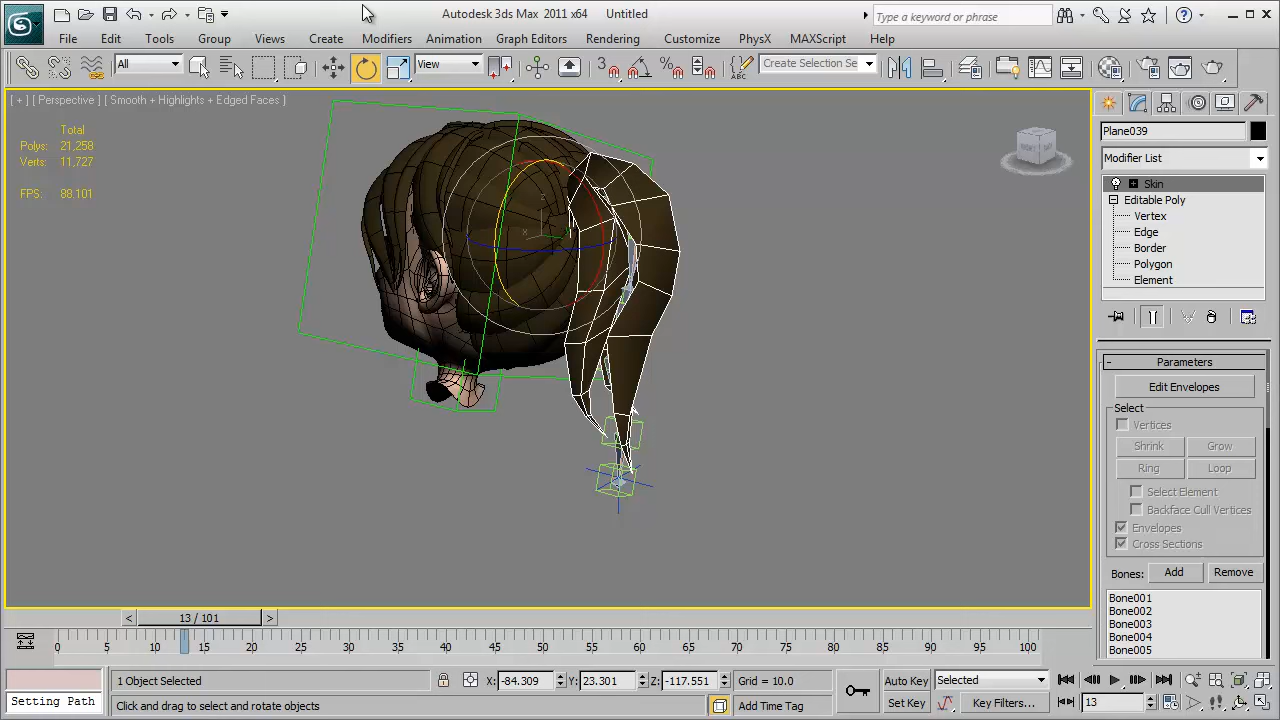 Autodesk 3ds Max 2011 x64 Untitled
Type a keyword or phrase
File Edit Tools Group Views Create Modifiers Animation Graph Editors Rendering Customize PhysX MAXScript Help
All View 3 Create Selection Se
[ + ] [ Perspective ] [ Smooth + Highlights + Edged Faces ]
Total
Polys: 21,258
Verts: 11,727
FPS: 88.101
Plane039
Modifier List
Skin
Editable Poly
Vertex
Edge
Border
Polygon
Element
Parameters
Edit Envelopes
Select
Vertices
Shrink Grow
Ring Loop
Select Element
Backface Cull Vertices
Envelopes
Cross Sections
Bones: Add Remove
Bone001
Bone002
Bone003
Bone004
Bone005
< 13 / 101 >
0 5 10 15 20 25 30 35 40 45 50 55 60 65 70 75 80 85 90 95 100
1 Object Selected X: -84.309 Y: 23.301 Z: -117.551 Grid = 10.0 Auto Key Selected
Setting Path Click and drag to select and rotate objects Add Time Tag Set Key Key Filters... 13